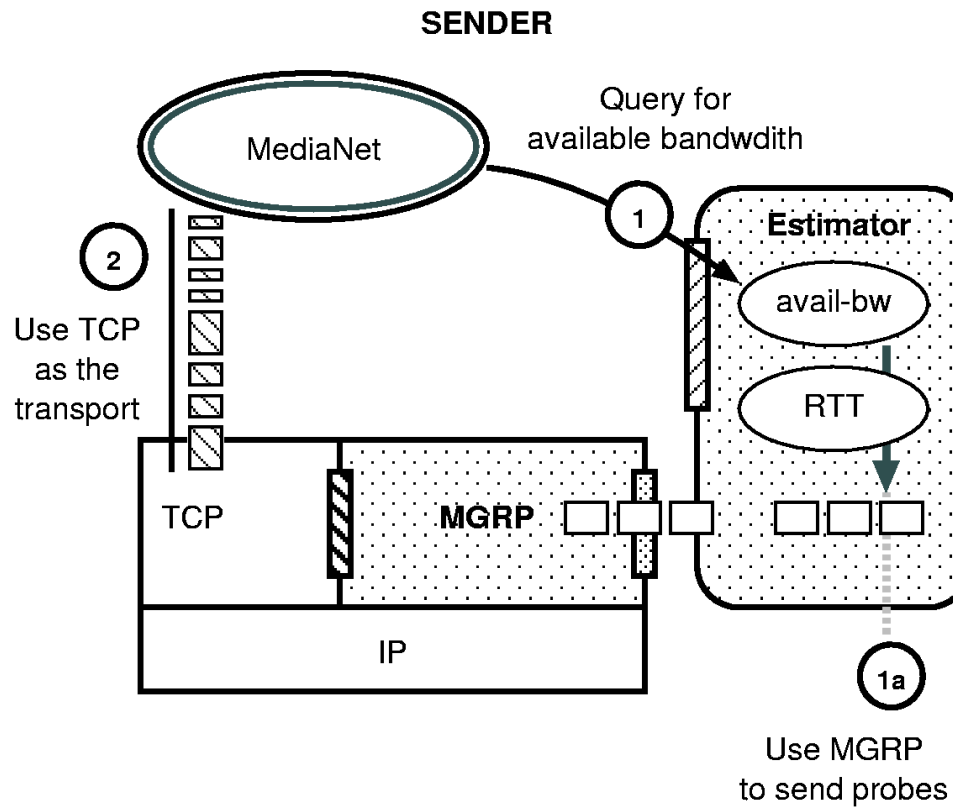 SENDER
MediaNet
Query for
available bandwdith
1
Estimator
avail-bw
RTT
2
Use TCP
as the
transport
TCP
MGRP
IP
1a
Use MGRP
to send probes